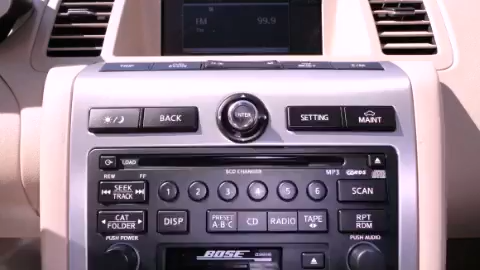 FM 99.9
BACK ENTER SETTING MAINT
LOAD 6CD CHANGER MP3
REW FF
SEEK TRACK 1 2 3 4 5 6 SCAN
CAT FOLDER DISP PRESET A·B·C CD RADIO TAPE RPT RDM
PUSH POWER PUSH AUDIO
BOSE